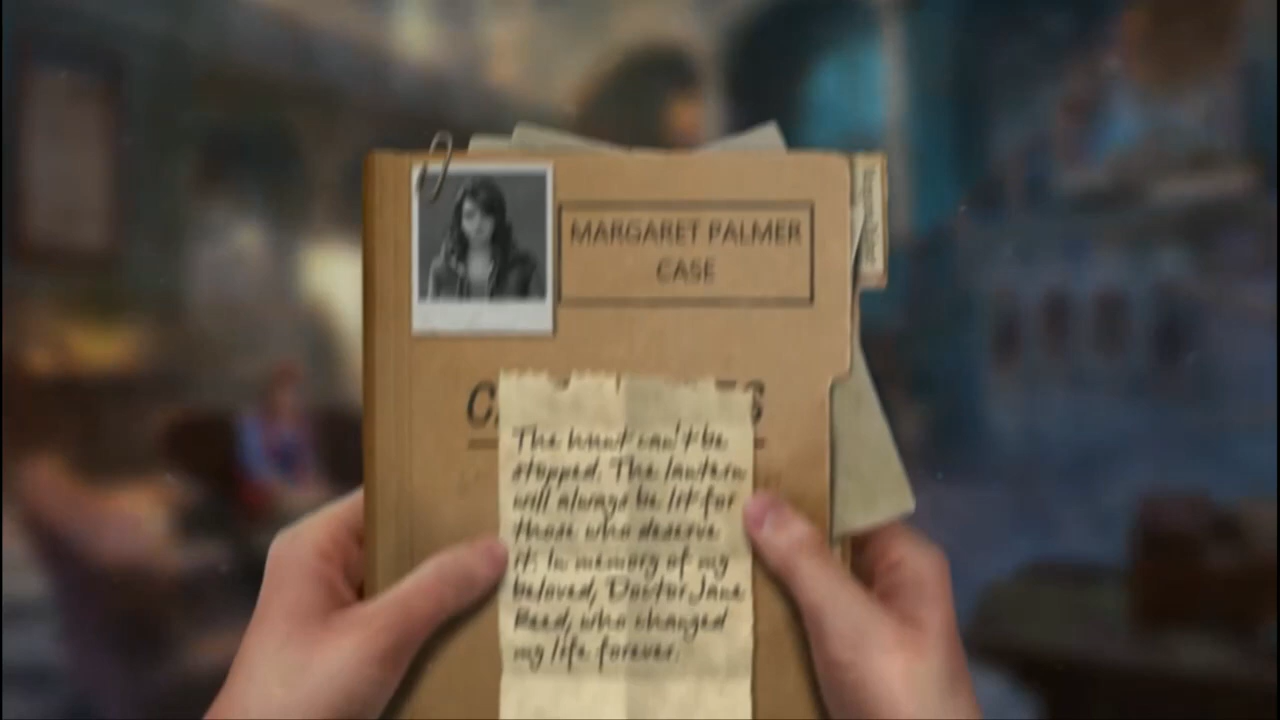 MARGARET PALMER
CASE
The hunt can't be
stopped. The lantern
will always be lit for
those who deserve
it. In memory of my
beloved, Doctor Jane
Reed, who changed
my life forever.